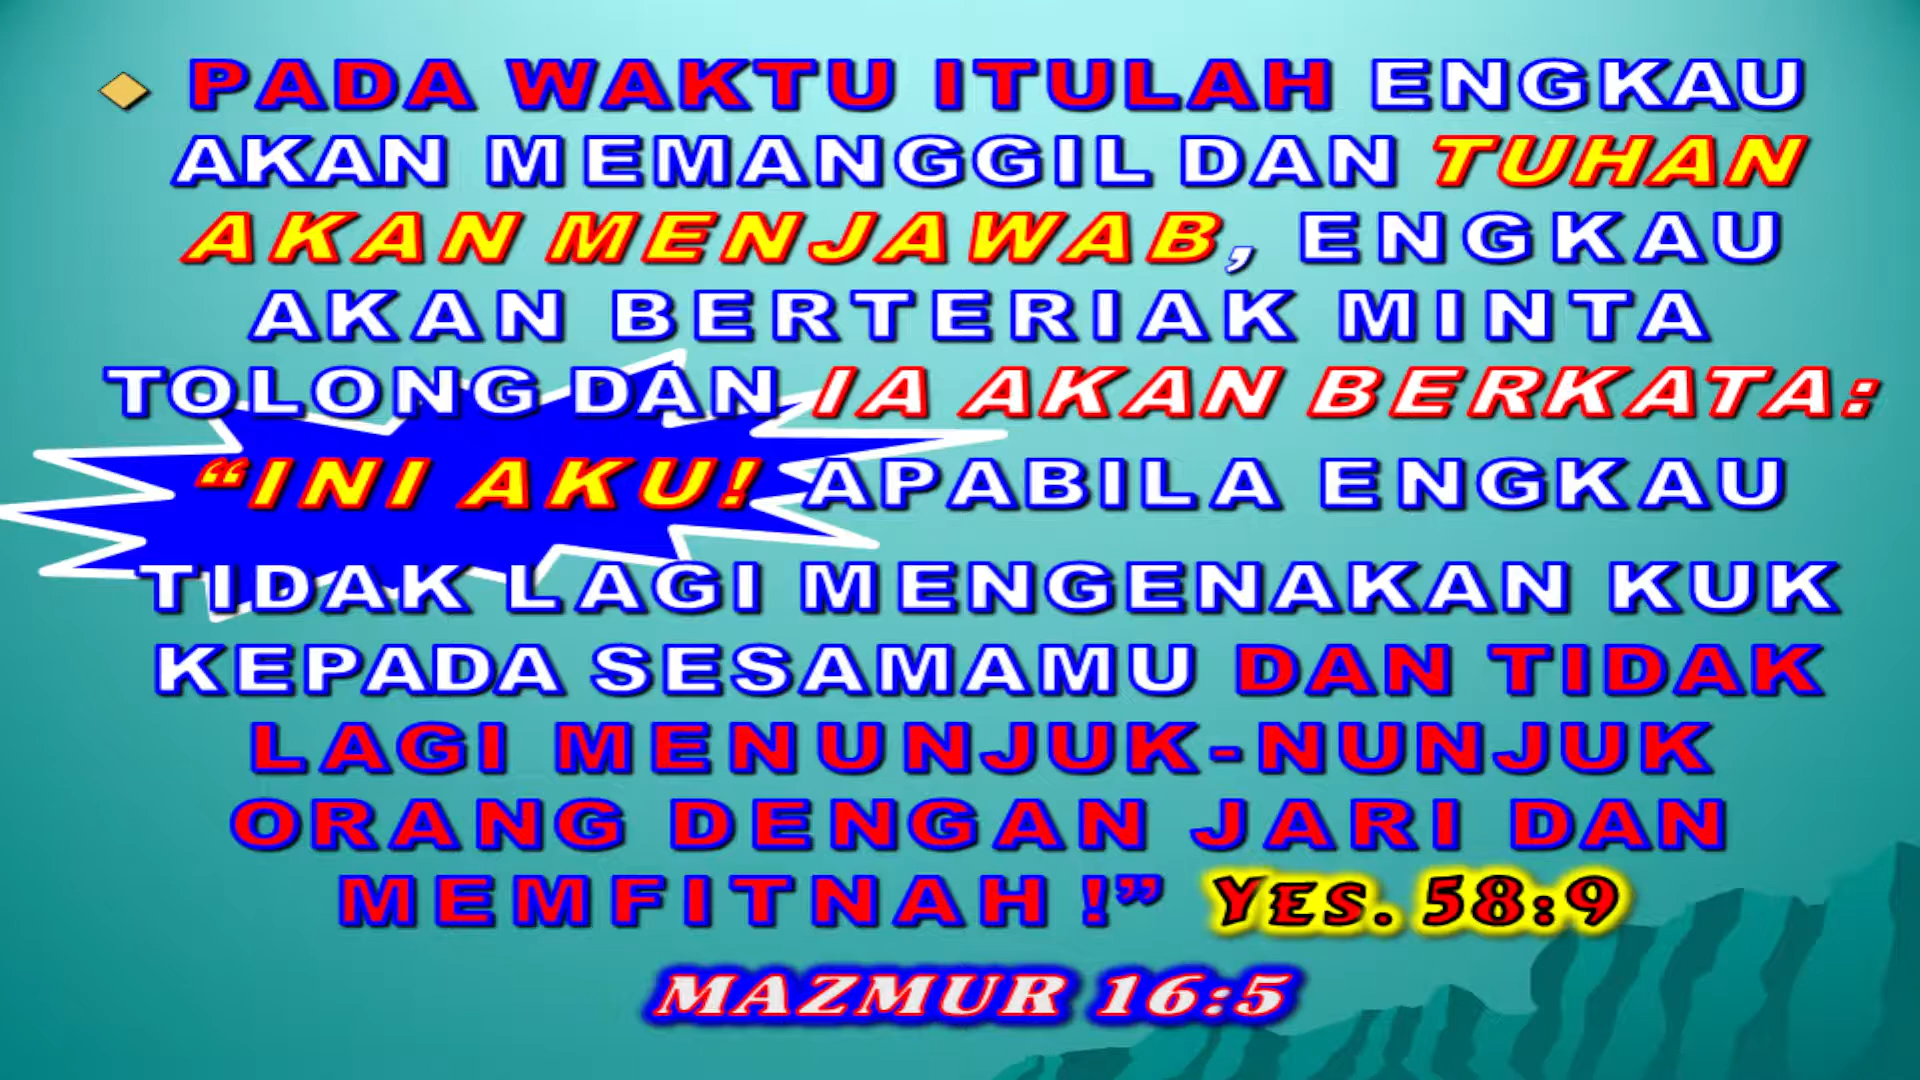 PADA WAKTU ITULAH ENGKAU
AKAN MEMANGGIL DAN TUHAN
AKAN MENJAWAB, ENGKAU
AKAN BERTERIAK MINTA
TOLONG DAN IA AKAN BERKATA:
“INI AKU! APABILA ENGKAU
TIDAK LAGI MENGENAKAN KUK
KEPADA SESAMAMU DAN TIDAK
LAGI MENUNJUK-NUNJUK
ORANG DENGAN JARI DAN
MEMFITNAH !” YES. 58:9
MAZMUR 16:5